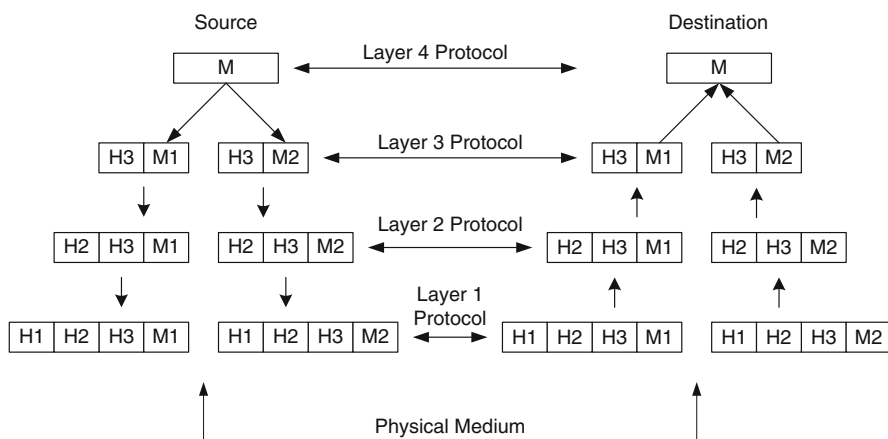 Source Destination
M Layer 4 Protocol M
H3 M1 H3 M2 Layer 3 Protocol H3 M1 H3 M2
H2 H3 M1 H2 H3 M2 Layer 2 Protocol H2 H3 M1 H2 H3 M2
Layer 1
Protocol
H1 H2 H3 M1 H1 H2 H3 M2 H1 H2 H3 M1 H1 H2 H3 M2
Physical Medium